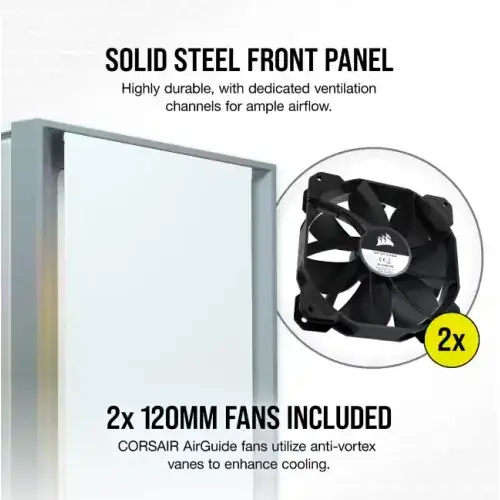 SOLID STEEL FRONT PANEL
Highly durable, with dedicated ventilation
channels for ample airflow.
2x
2x 120MM FANS INCLUDED
CORSAIR AirGuide fans utilize anti-vortex
vanes to enhance cooling.